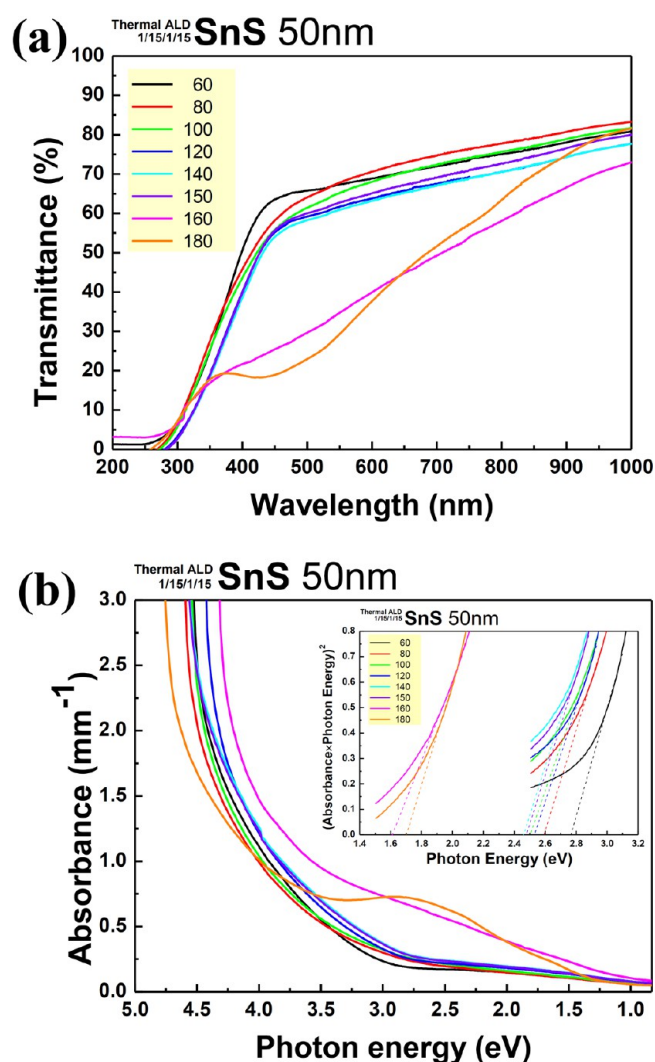 (a)
Thermal ALD
1/15/1/15 SnS 50nm
Transmittance (%)
100
90
80
70
60
50
40
30
20
10
0
60
80
100
120
140
150
160
180
200 300 400 500 600 700 800 900 1000
Wavelength (nm)
(b)
Thermal ALD
1/15/1/15 SnS 50nm
Absorbance (mm⁻¹)
3.0
2.5
2.0
1.5
1.0
0.5
0.0
5.0 4.5 4.0 3.5 3.0 2.5 2.0 1.5 1.0
Photon energy (eV)
Thermal ALD
1/15/1/15 SnS 50nm
(Absorbance×Photon Energy)²
0.8
0.7
0.6
0.5
0.4
0.3
0.2
0.1
0.0
60
80
100
120
140
150
160
180
1.4 1.6 1.8 2.0 2.2 2.4 2.6 2.8 3.0 3.2
Photon Energy (eV)